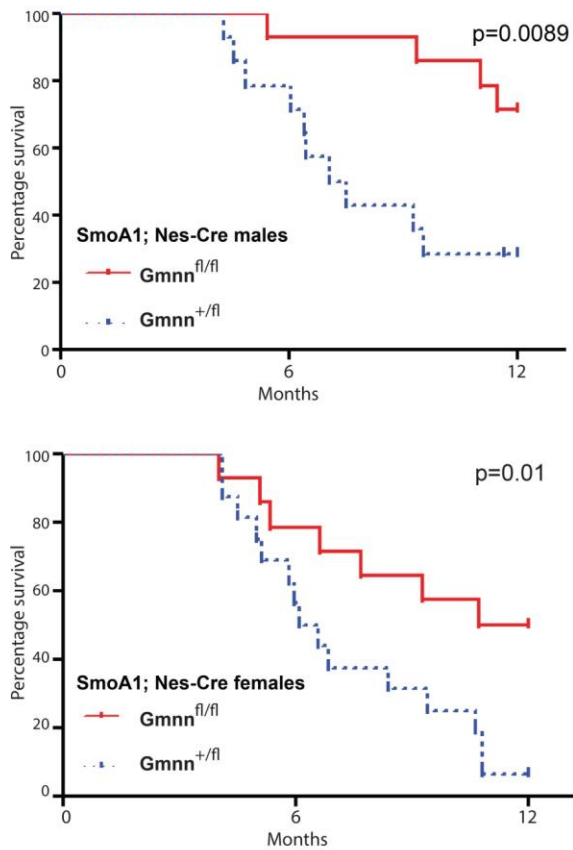 p=0.0089
Percentage survival
100
80
60
40
20
0
SmoA1; Nes-Cre males
Gmnn^fl/fl
Gmnn^+/fl
0
6
12
Months
p=0.01
Percentage survival
100
80
60
40
20
0
SmoA1; Nes-Cre females
Gmnn^fl/fl
Gmnn^+/fl
0
6
12
Months